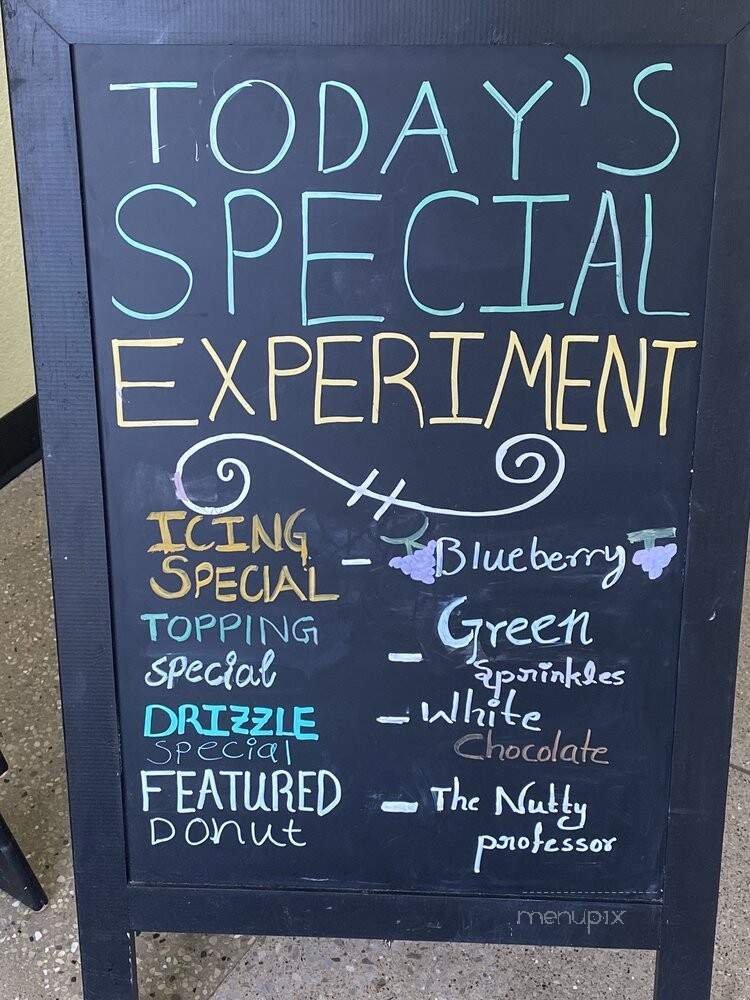 TODAY'S
SPECIAL
EXPERIMENT
ICING
SPECIAL - Blueberry
TOPPING
special - Green
sprinkles
DRIZZLE
special - White
Chocolate
FEATURED
Donut - The Nutty
professor
menupix